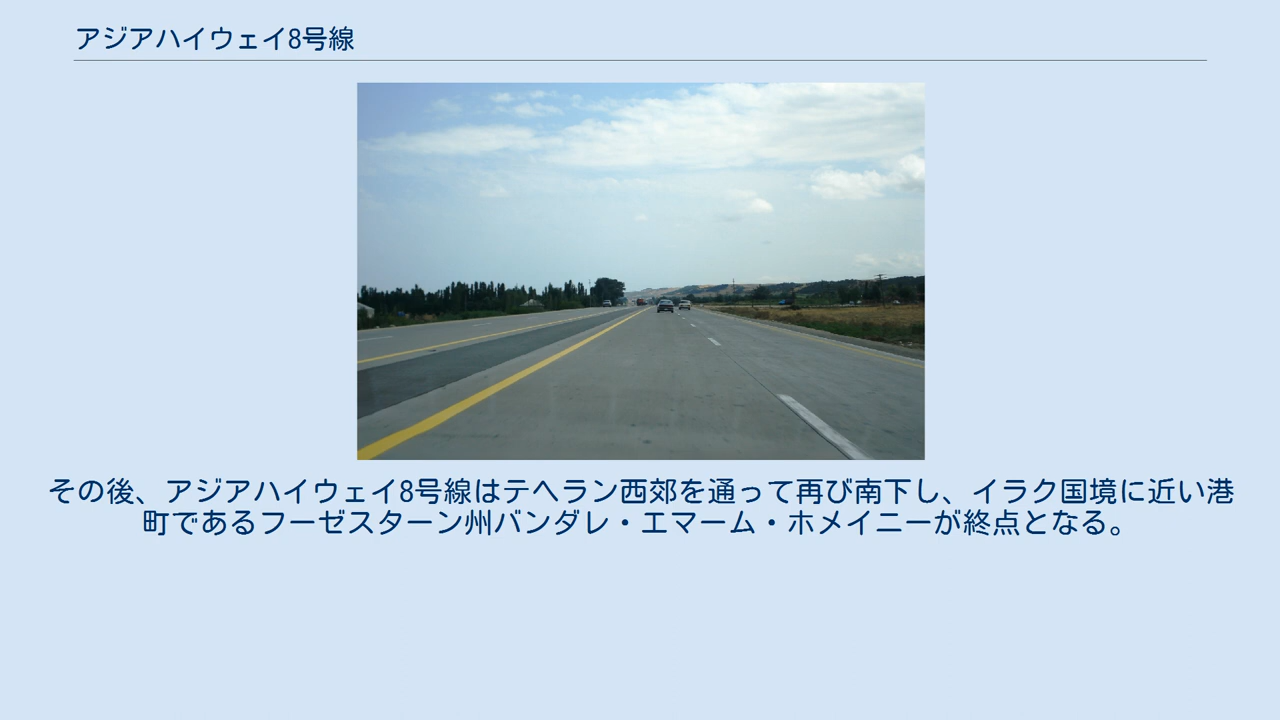 アジアハイウェイ8号線
その後、アジアハイウェイ8号線はテヘラン西郊を通って再び南下し、イラク国境に近い港
町であるフーゼスターン州バンダレ・エマーム・ホメイニーが終点となる。